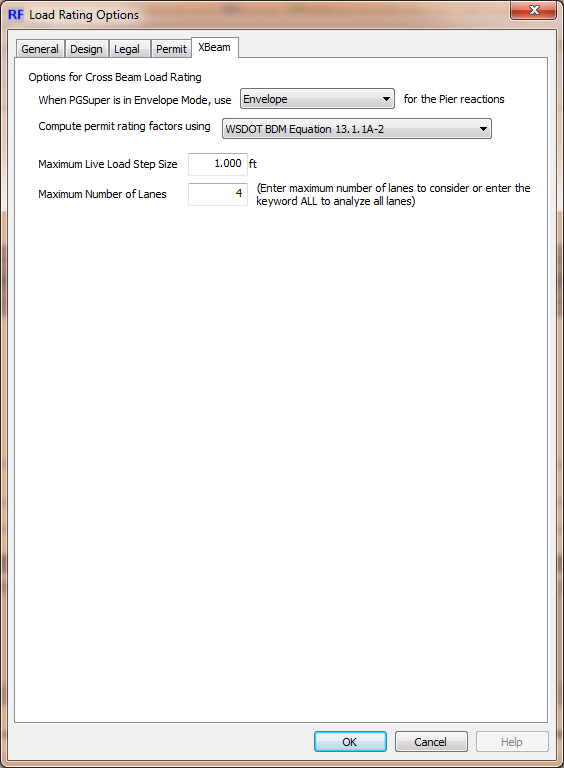 RF Load Rating Options
General Design Legal Permit XBeam
Options for Cross Beam Load Rating
When PGSuper is in Envelope Mode, use Envelope for the Pier reactions
Compute permit rating factors using WSDOT BDM Equation 13.1.1A-2
Maximum Live Load Step Size 1.000 ft
Maximum Number of Lanes 4 (Enter maximum number of lanes to consider or enter the
keyword ALL to analyze all lanes)
OK Cancel Help